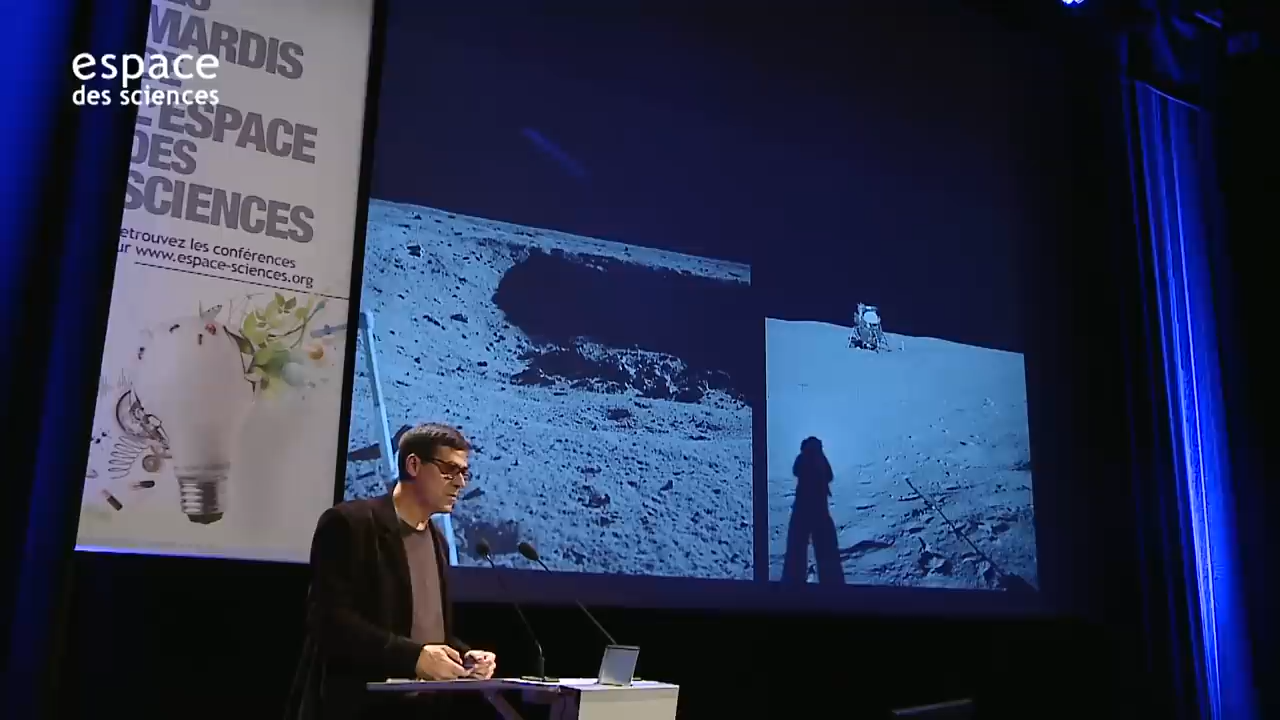 espace
des sciences
MARDIS
L'ESPACE
DES
SCIENCES
etrouvez les conférences
ur www.espace-sciences.org